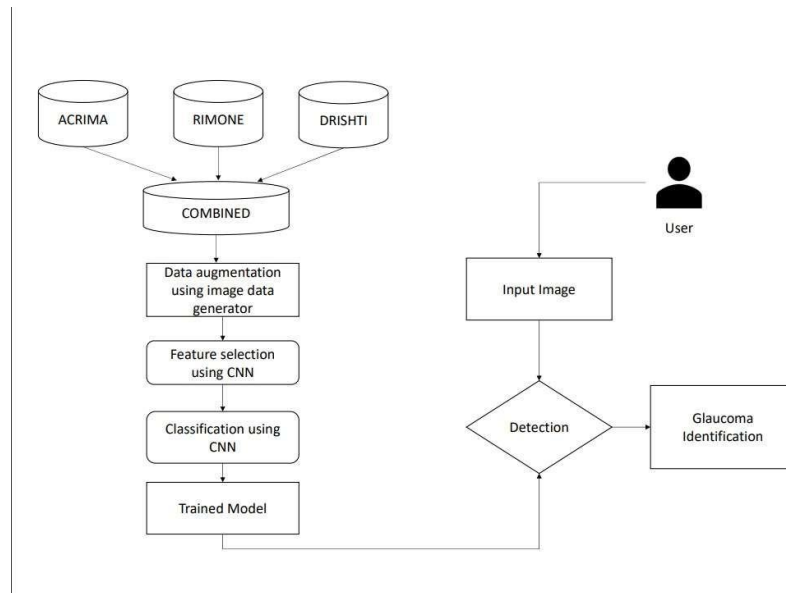 ACRIMA
RIMONE
DRISHTI
COMBINED
Data augmentation
using image data
generator
Feature selection
using CNN
Classification using
CNN
Trained Model
User
Input Image
Detection
Glaucoma
Identification